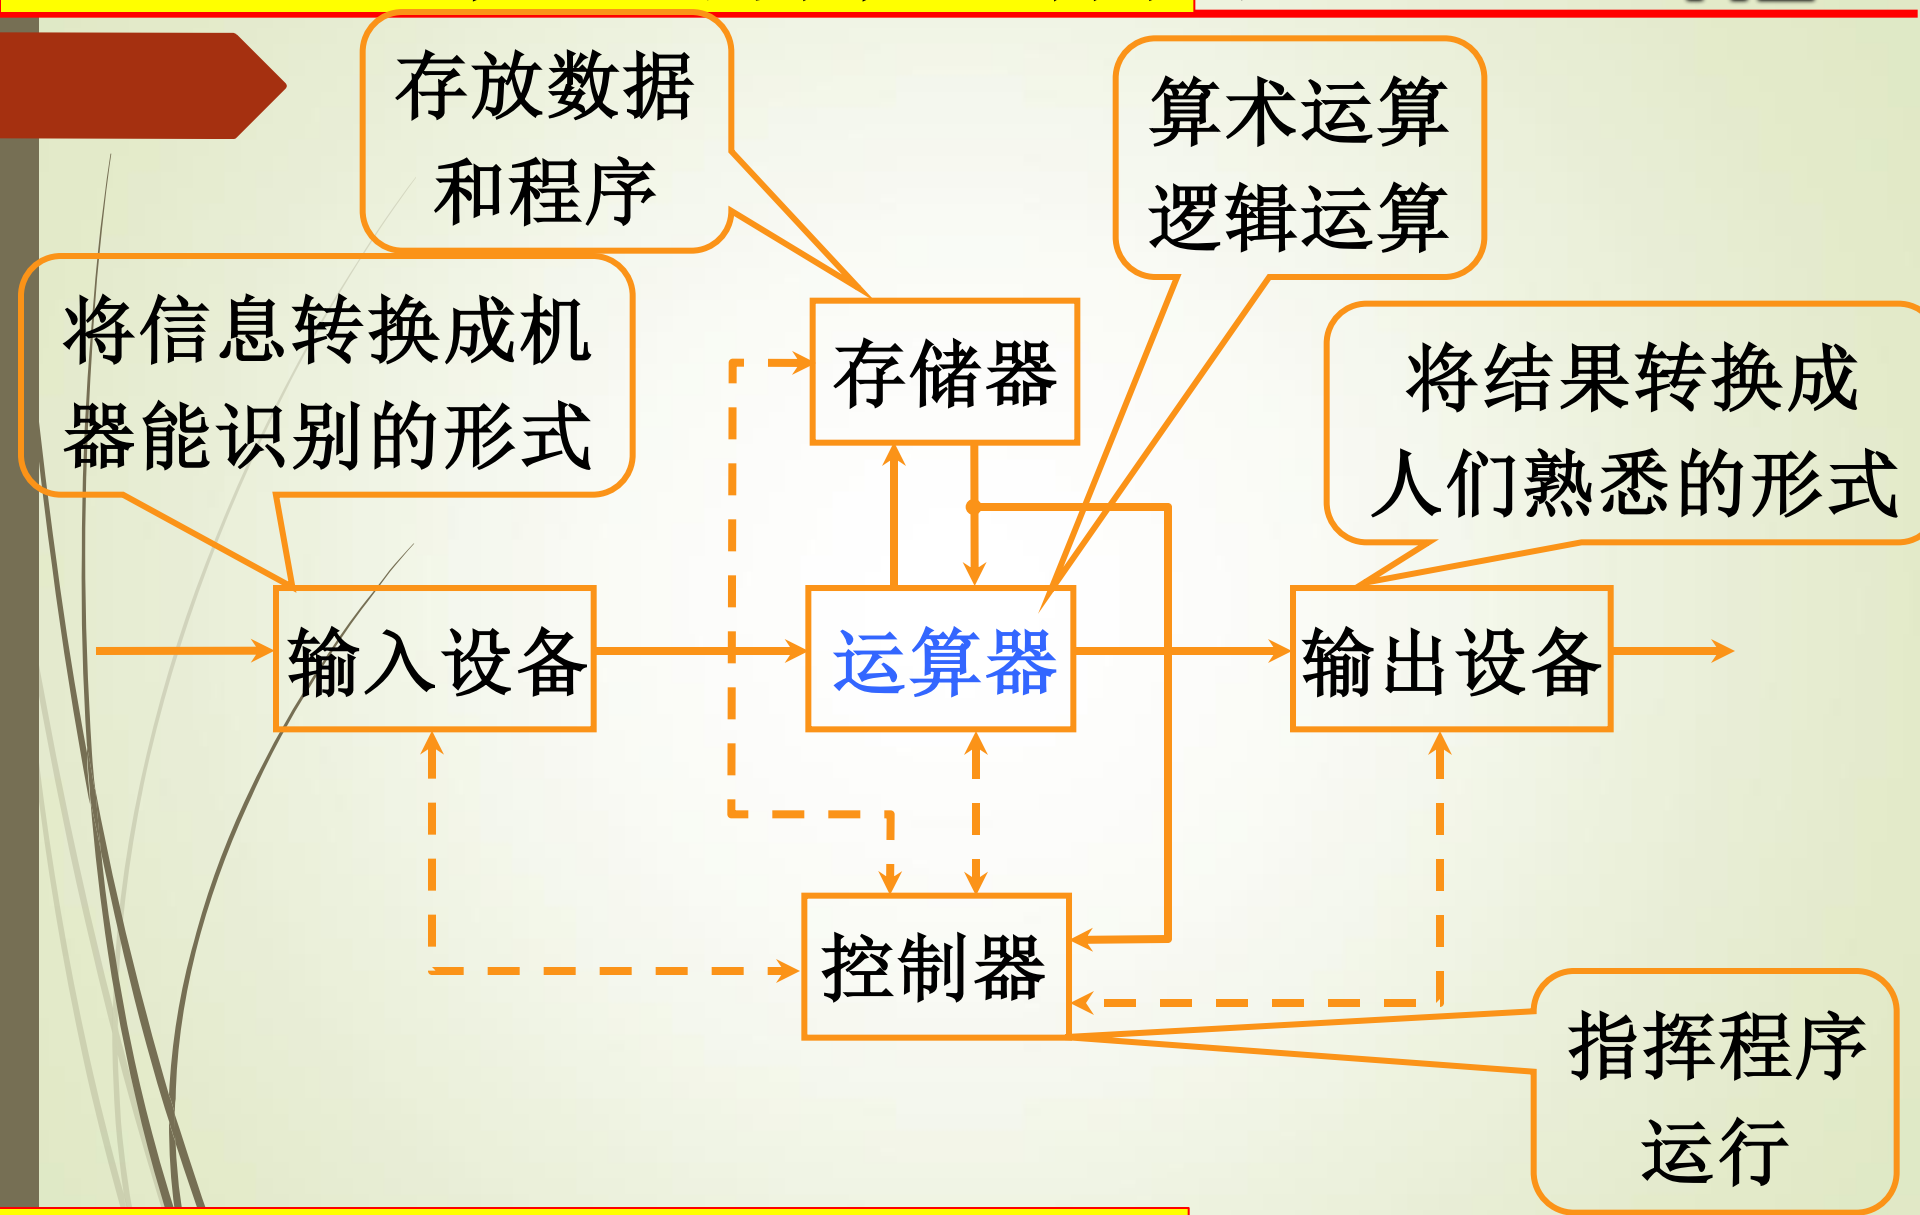 存放数据
和程序
算术运算
逻辑运算
将信息转换成机
器能识别的形式
存储器
将结果转换成
人们熟悉的形式
输入设备
运算器
输出设备
控制器
指挥程序
运行